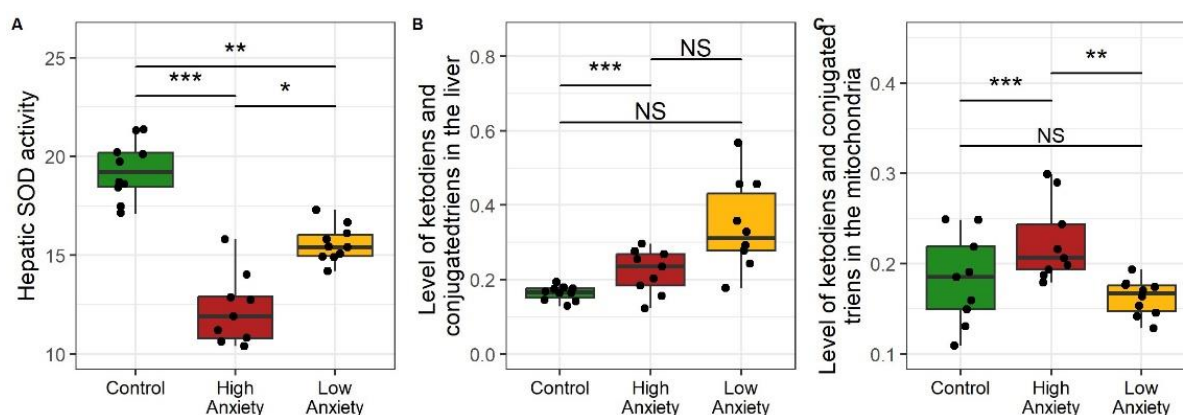 A
Hepatic SOD activity
25
20
15
10
**
***
*
Control
High
Anxiety
Low
Anxiety
B
Level of ketodiens and
conjugatedtriens in the liver
0.8
0.6
0.4
0.2
0.0
NS
***
NS
Control
High
Anxiety
Low
Anxiety
C
Level of ketodiens and conjugated
triens in the mitochondria
0.4
0.3
0.2
0.1
**
***
NS
Control
High
Anxiety
Low
Anxiety